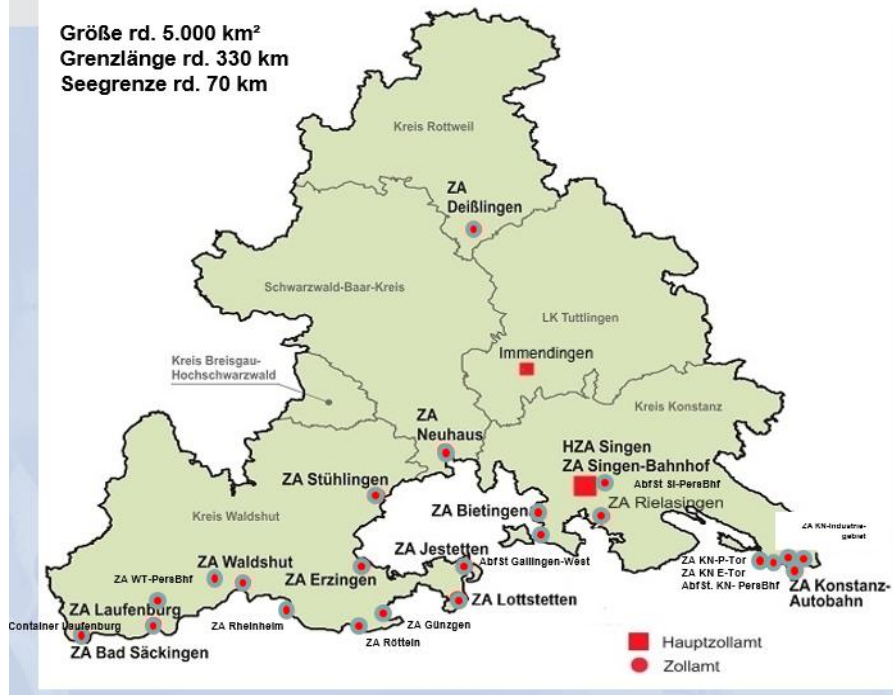 Größe rd. 5.000 km²
Grenzlänge rd. 330 km
Seegrenze rd. 70 km
Kreis Rottweil
ZA
Deißlingen
Schwarzwald-Baar-Kreis
LK Tuttlingen
Immendingen
Kreis Breisgau-
Hochschwarzwald
Kreis Konstanz
ZA
Neuhaus
HZA Singen
ZA Singen-Bahnhof
Abfst SI-PersBhf
ZA Stühlingen
ZA Rielasingen
ZA Bietingen
Kreis Waldshut
ZA KN-Industrie-
gebiet
ZA Jestetten
Abfst Gailingen-West
ZA KN-P-Tor
ZA KN E-Tor
Abfst. KN- PersBhf
ZA Konstanz-
Autobahn
ZA Waldshut
ZA WT-PersBhf
ZA Erzingen
ZA Lottstetten
ZA Laufenburg
Container Laufenburg
ZA Rheinheim
ZA Günzgen
ZA Rötteln
ZA Bad Säckingen
Hauptzollamt
Zollamt